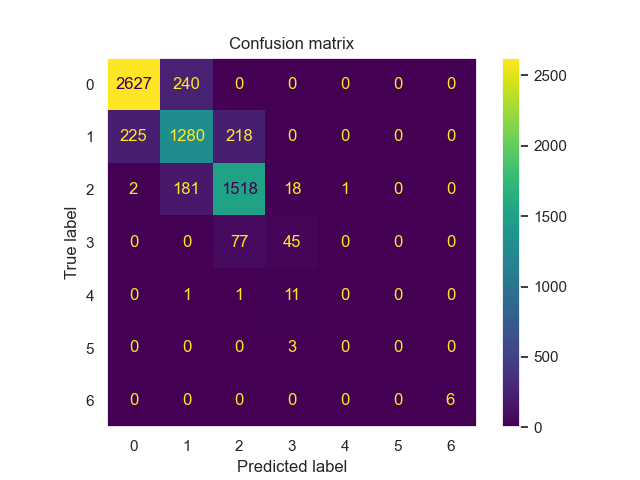 Confusion matrix
0 2627 240 0 0 0 0 0
1 225 1280 218 0 0 0 0
2 2 181 1518 18 1 0 0
3 0 0 77 45 0 0 0
4 0 1 1 11 0 0 0
5 0 0 0 3 0 0 0
6 0 0 0 0 0 0 6
0 1 2 3 4 5 6
Predicted label
True label
2500
2000
1500
1000
500
0